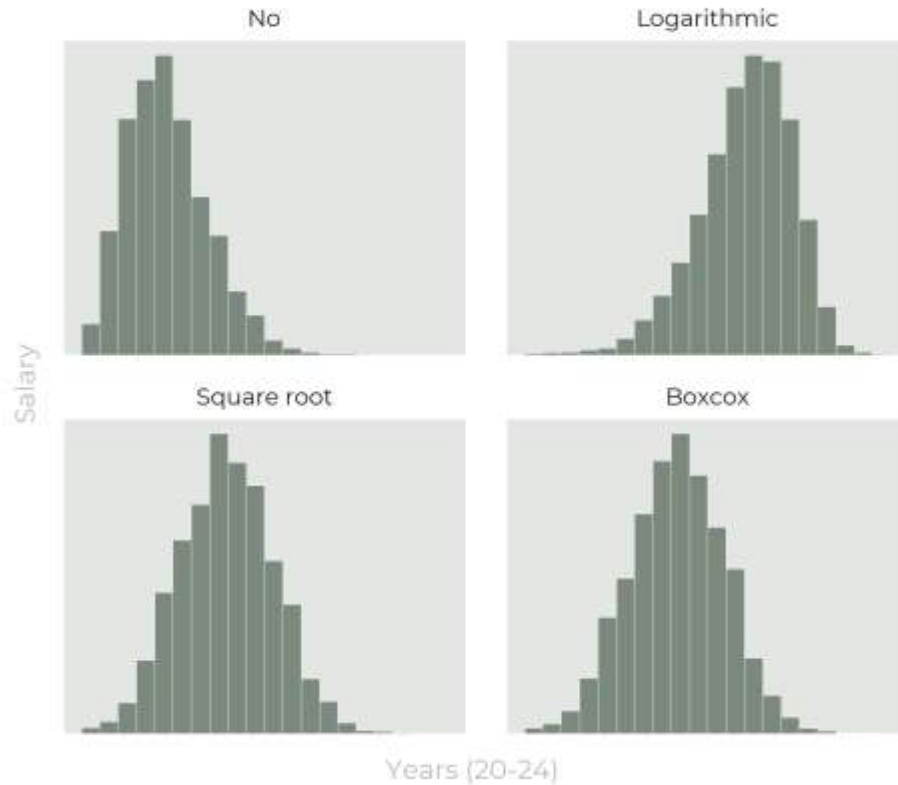 No
Logarithmic
Salary
Square root
Boxcox
Years (20-24)